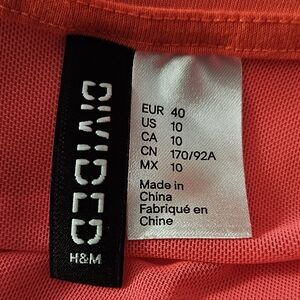 DIVIDED
H&M
EUR 40
US 10
CA 10
CN 170/92A
MX 10
Made in
China
Fabriqué en
Chine